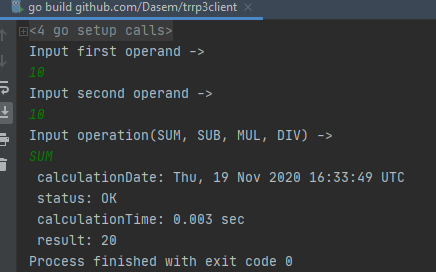 go build github.com/Dasem/trrp3client
<4 go setup calls>
Input first operand ->
10
Input second operand ->
10
Input operation(SUM, SUB, MUL, DIV) ->
SUM
calculationDate: Thu, 19 Nov 2020 16:33:49 UTC
status: OK
calculationTime: 0.003 sec
result: 20
Process finished with exit code 0